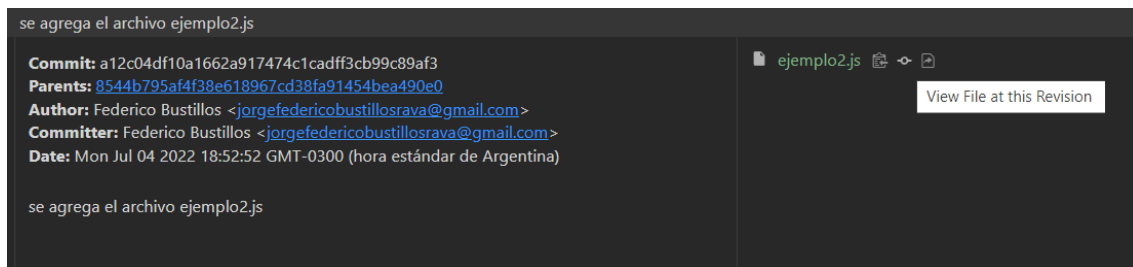 se agrega el archivo ejemplo2.js
Commit: a12c04df10a1662a917474c1cadff3cb99c89af3
Parents: 8544b795af4f38e618967cd38fa91454bea490e0
Author: Federico Bustillos <jorgefedericobustillosrava@gmail.com>
Committer: Federico Bustillos <jorgefedericobustillosrava@gmail.com>
Date: Mon Jul 04 2022 18:52:52 GMT-0300 (hora estándar de Argentina)
se agrega el archivo ejemplo2.js
ejemplo2.js
View File at this Revision